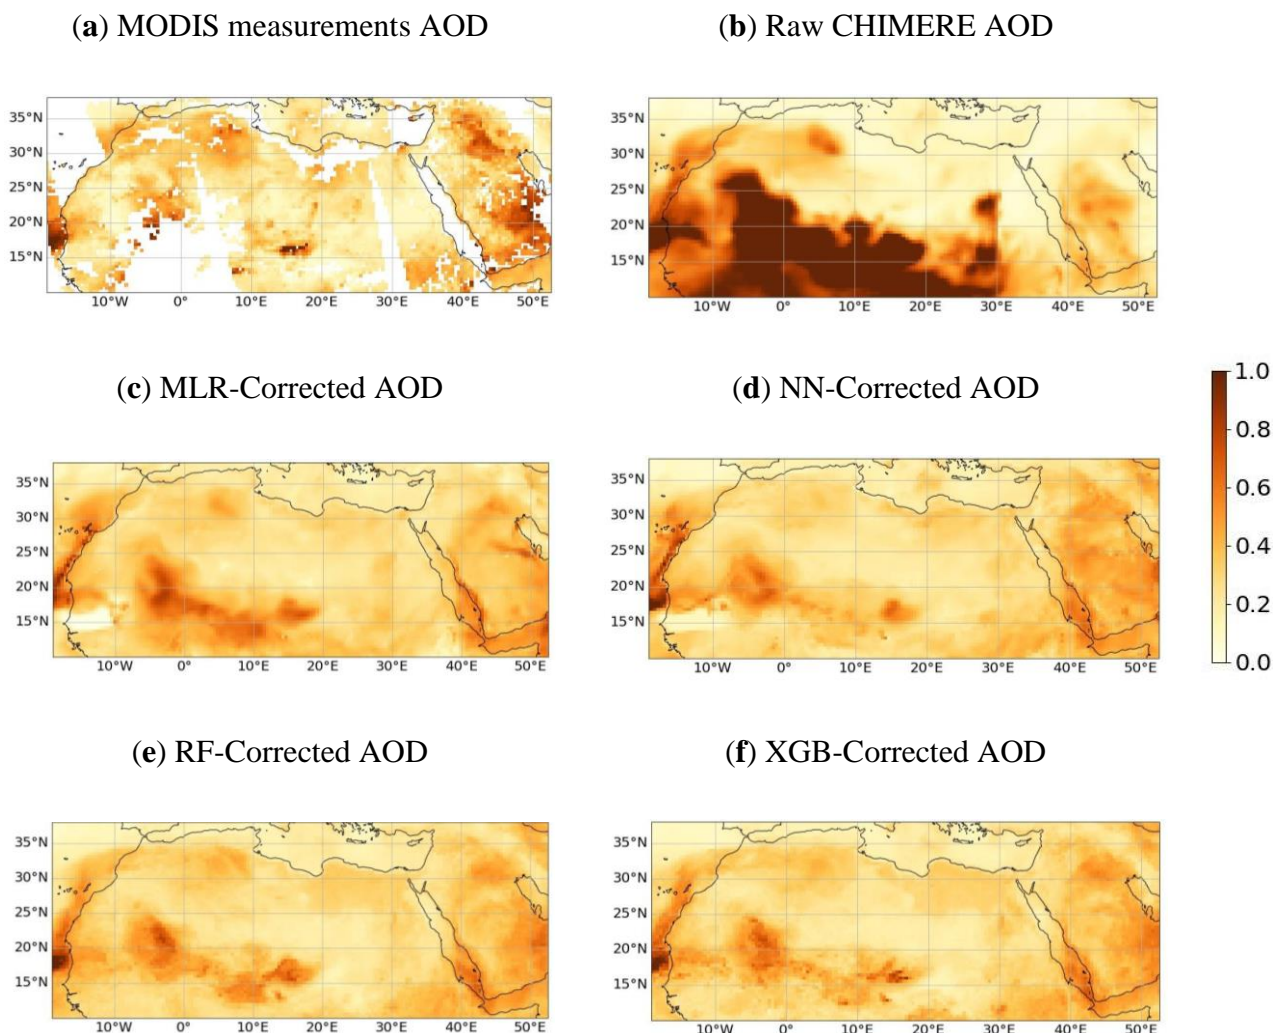 (a) MODIS measurements AOD
(b) Raw CHIMERE AOD
35°N
30°N
25°N
20°N
15°N
10°W 0° 10°E 20°E 30°E 40°E 50°E
35°N
30°N
25°N
20°N
15°N
10°W 0° 10°E 20°E 30°E 40°E 50°E
(c) MLR-Corrected AOD
(d) NN-Corrected AOD
35°N
30°N
25°N
20°N
15°N
10°W 0° 10°E 20°E 30°E 40°E 50°E
35°N
30°N
25°N
20°N
15°N
10°W 0° 10°E 20°E 30°E 40°E 50°E
1.0
0.8
0.6
0.4
0.2
0.0
(e) RF-Corrected AOD
(f) XGB-Corrected AOD
35°N
30°N
25°N
20°N
15°N
10°W 0° 10°E 20°E 30°E 40°E 50°E
35°N
30°N
25°N
20°N
15°N
10°W 0° 10°E 20°E 30°E 40°E 50°E